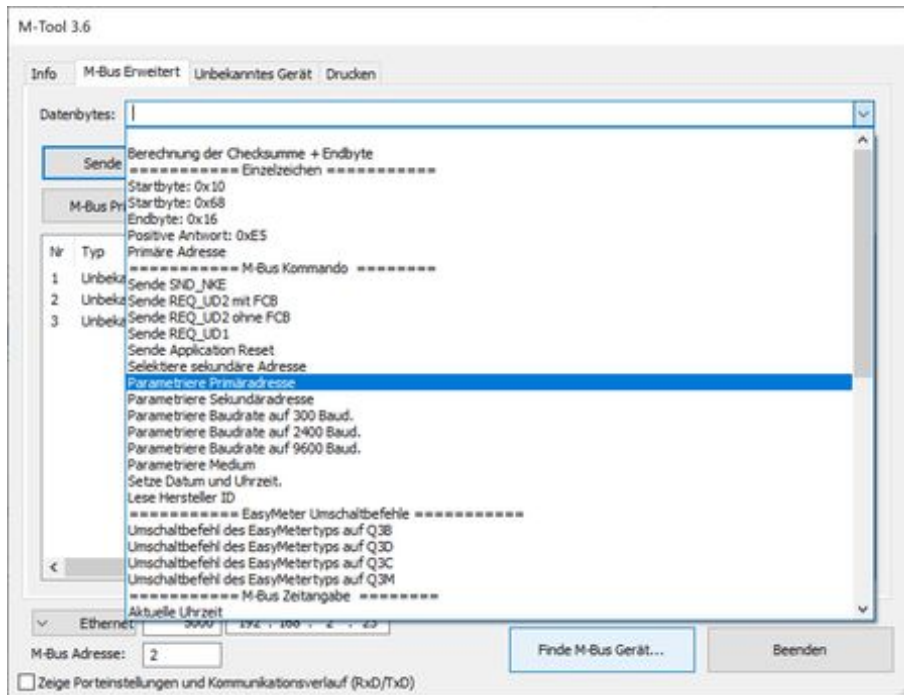 M-Tool 3.6
Info M-Bus Erweitert Unbekanntes Gerät Drucken
Datenbytes:
Berechnung der Checksumme + Endbyte
Sende
=========== Einzelzeichen ===========
Startbyte: 0x10
M-Bus Pri
Startbyte: 0x68
Endbyte: 0x16
Positive Antwort: 0xE5
Nr Typ
Primäre Adresse
=========== M-Bus Kommando ========
1 Unbeka
Sende SND_NKE
2 Unbeka
Sende REQ_UD2 mit FCB
3 Unbeka
Sende REQ_UD2 ohne FCB
Sende REQ_UD1
Sende Application Reset
Selektiere sekundäre Adresse
Parametriere Primäradresse
Parametriere Sekundäradresse
Parametriere Baudrate auf 300 Baud.
Parametriere Baudrate auf 2400 Baud.
Parametriere Baudrate auf 9600 Baud.
Parametriere Medium
Setze Datum und Uhrzeit.
Lese Hersteller ID
=========== EasyMeter Umschaltbefehle ===========
Umschaltbefehl des EasyMetertyps auf Q3B
Umschaltbefehl des EasyMetertyps auf Q3D
Umschaltbefehl des EasyMetertyps auf Q3C
Umschaltbefehl des EasyMetertyps auf Q3M
=========== M-Bus Zeitangabe ========
Aktuelle Uhrzeit
Ethernet 192 . 168 . 2 . 23
M-Bus Adresse: 2
Finde M-Bus Gerät... Beenden
Zeige Porteinstellungen und Kommunikationsverlauf (RxD/TxD)